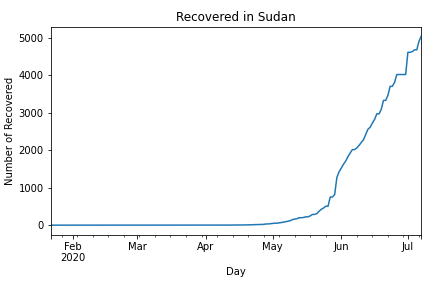 Recovered in Sudan
Number of Recovered
5000
4000
3000
2000
1000
0
Feb Mar Apr May Jun Jul
2020
Day